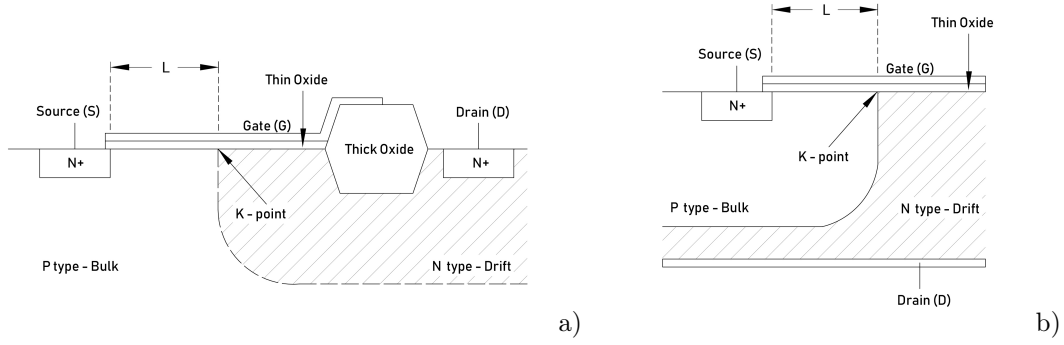 L
Thin Oxide
Source (S)
Gate (G)
Drain (D)
N+
Thick Oxide
N+
K - point
P type - Bulk
N type - Drift
a)
L
Thin Oxide
Source (S)
Gate (G)
N+
K - point
P type - Bulk
N type - Drift
Drain (D)
b)